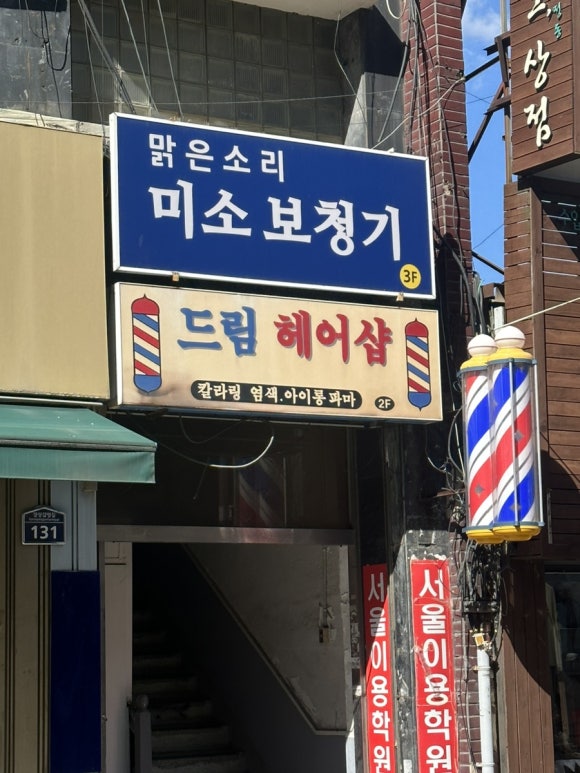 상점
맑은소리
미소보청기
3F
드림 헤어샵
칼라링 염색.아이롱파마 2F
131
서울이용학원
서울이용학원